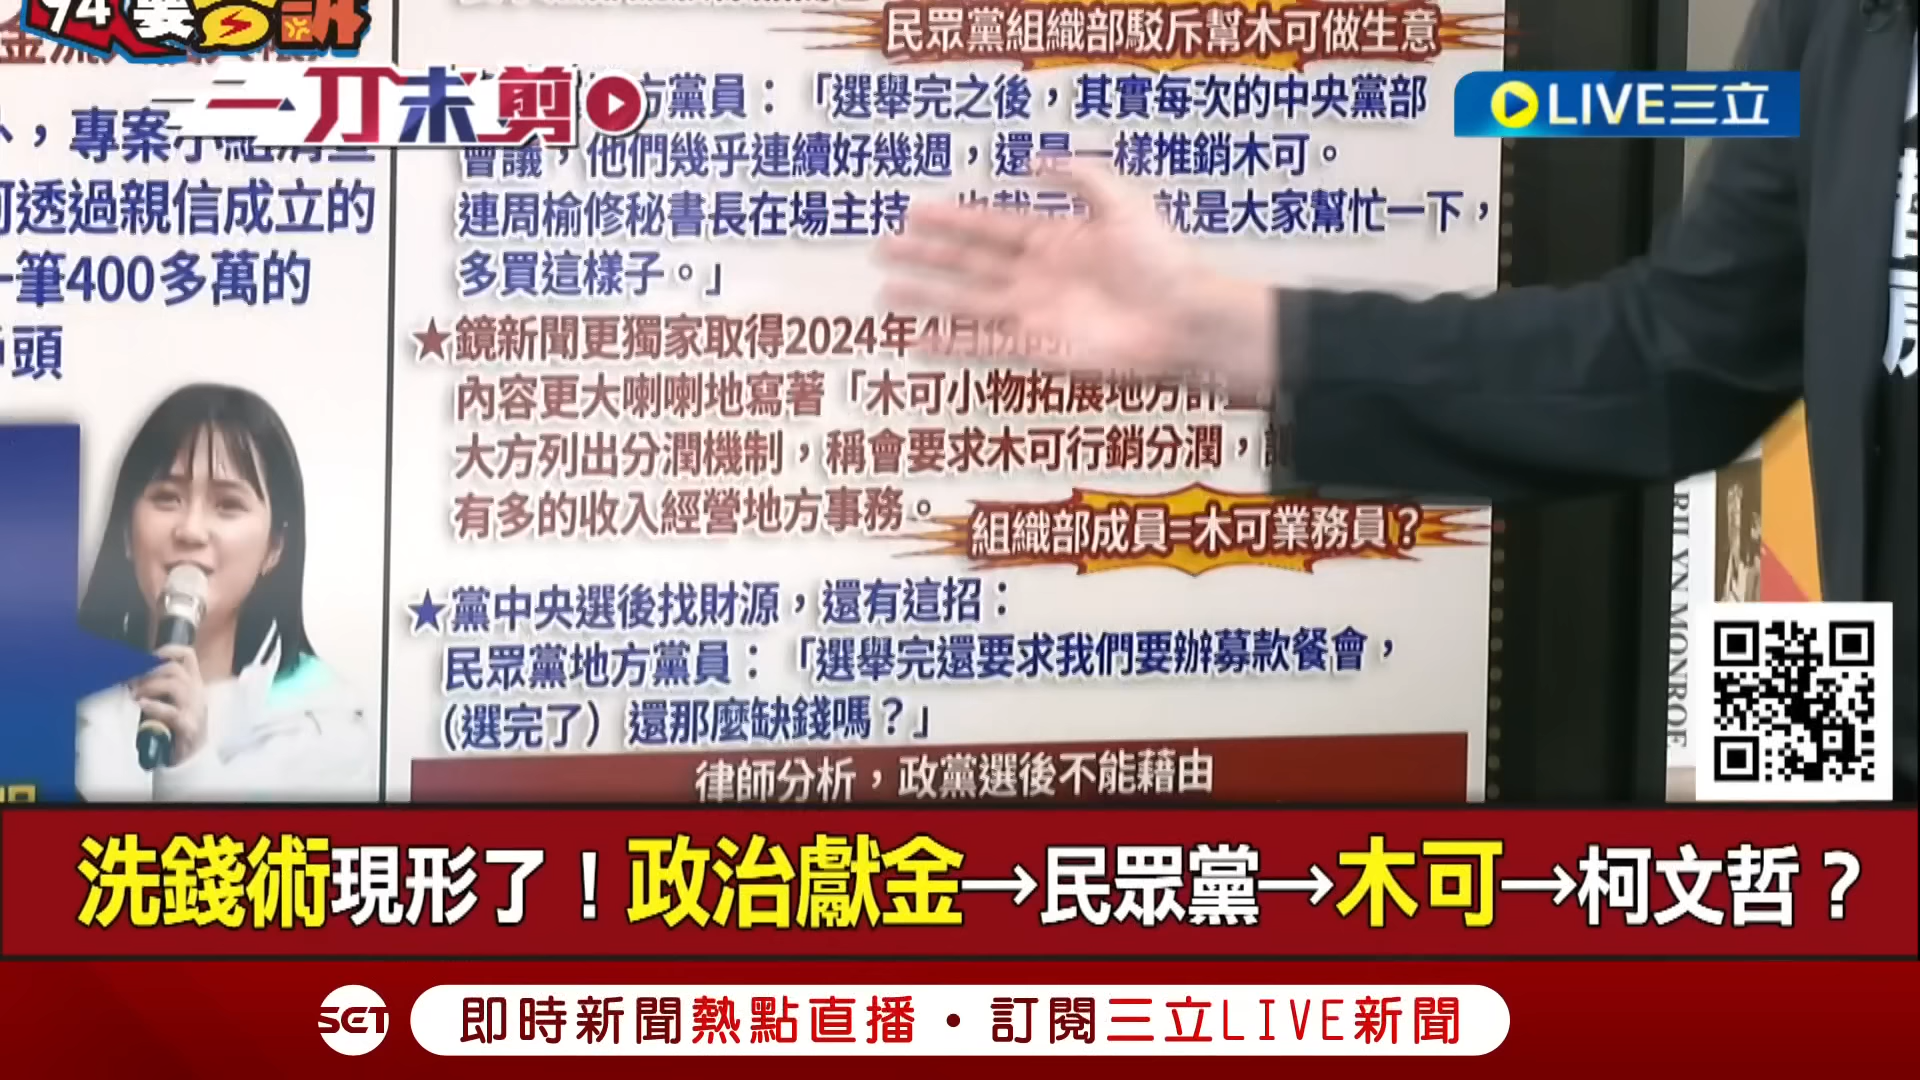 94要客訴
一刀未剪
LIVE三立
專案小組清查
透過親信成立的
一筆400多萬的
頭
民眾黨組織部駁斥幫木可做生意
方黨員：「選舉完之後，其實每次的中央黨部
會議，他們幾乎連續好幾週，還是一樣推銷木可。
連周榆修秘書長在場主持 就是大家幫忙一下，
多買這樣子。」
★鏡新聞更獨家取得2024年4月份的
內容更大喇喇地寫著「木可小物拓展地方計畫」
大方列出分潤機制，稱會要求木可行銷分潤，
有多的收入經營地方事務。
組織部成員=木可業務員？
★黨中央選後找財源，還有這招：
民眾黨地方黨員：「選舉完還要求我們要辦募款餐會，
（選完了）還那麼缺錢嗎？」
律師分析，政黨選後不能藉由
MONROE
洗錢術現形了！政治獻金→民眾黨→木可→柯文哲？
SET
即時新聞熱點直播・訂閱三立LIVE新聞